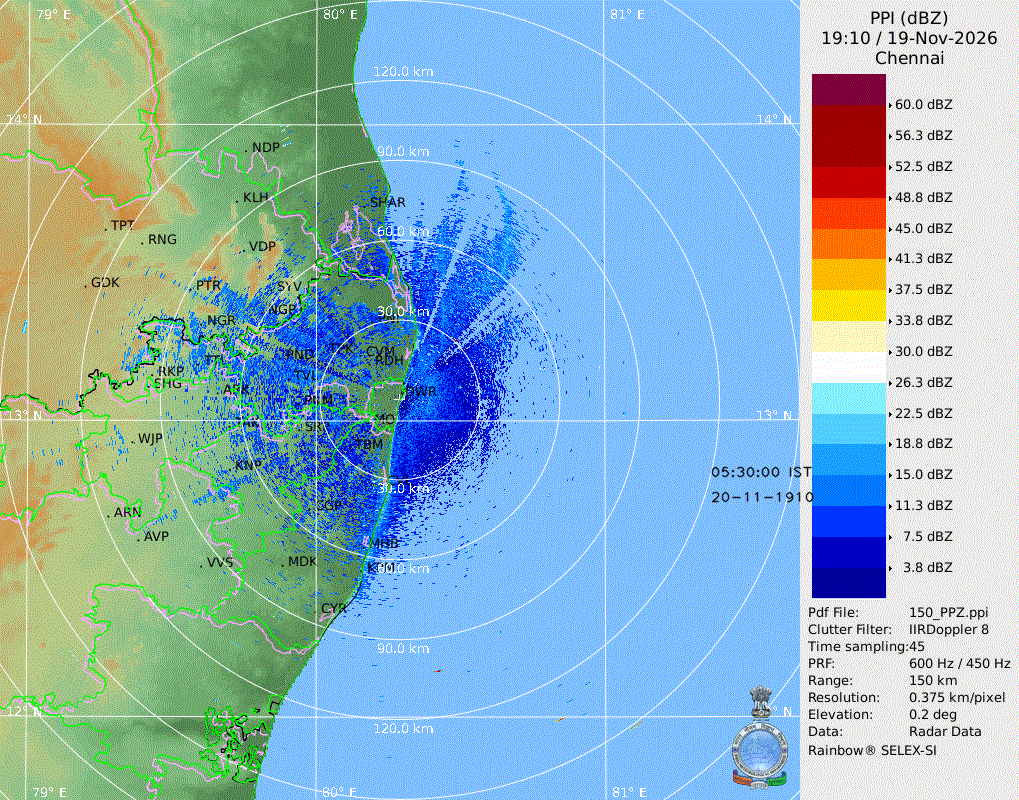 79° E
80° E
81° E
120.0 km
14° N
14° N
NDP
90.0 km
KLH
SHAR
TPT
RNG
60.0 km
VDP
GDK
PTR
SYV
30.0 km
NGR
CVM
PND
RKP
SHG
TVL
DWR
13° N
13° N
WJP
TBM
KNP
30.0 km
SGP
ARN
AVP
MHB
VVS
MDK
60.0 km
CYR
90.0 km
12° N
120.0 km
79° E
80° E
81° E
05:30:00 IST
20-11-1910
PPI (dBZ)
19:10 / 19-Nov-2026
Chennai
60.0 dBZ
56.3 dBZ
52.5 dBZ
48.8 dBZ
45.0 dBZ
41.3 dBZ
37.5 dBZ
33.8 dBZ
30.0 dBZ
26.3 dBZ
22.5 dBZ
18.8 dBZ
15.0 dBZ
11.3 dBZ
7.5 dBZ
3.8 dBZ
Pdf File: 150_PPZ.ppi
Clutter Filter: IIRDoppler 8
Time sampling:45
PRF: 600 Hz / 450 Hz
Range: 150 km
Resolution: 0.375 km/pixel
Elevation: 0.2 deg
Data: Radar Data
Rainbow® SELEX-SI